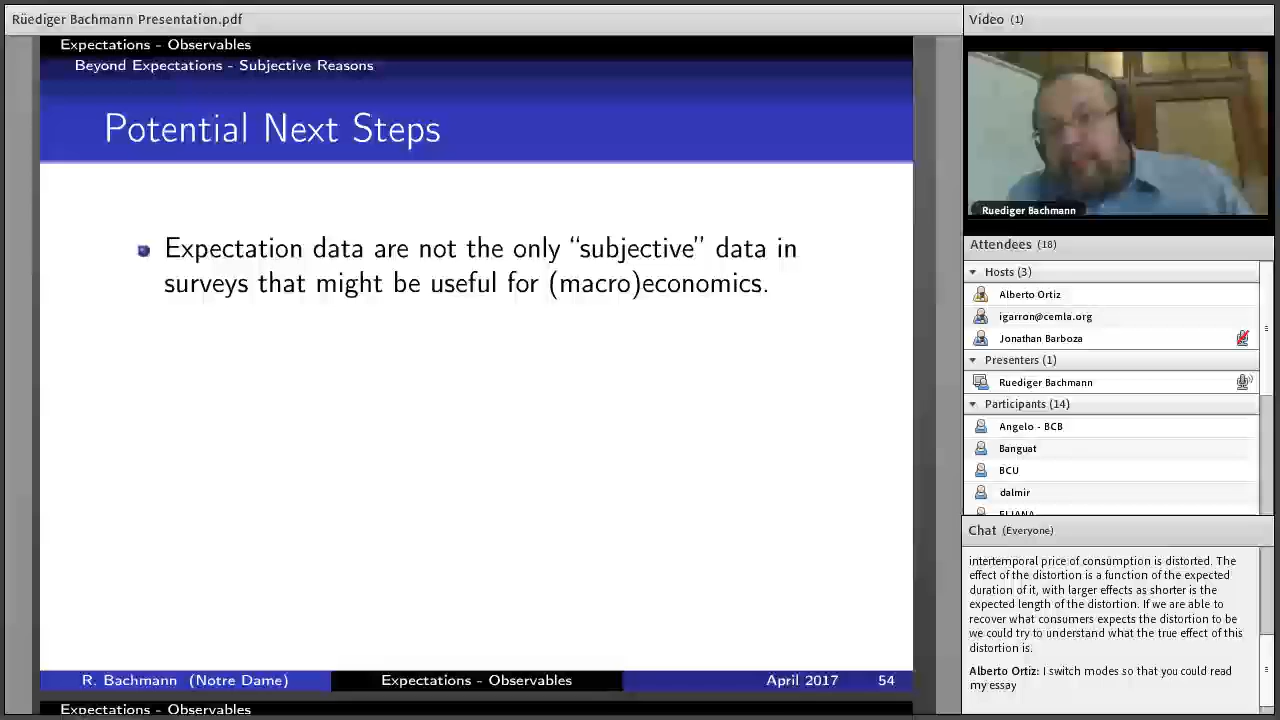 Rüediger Bachmann Presentation.pdf
Expectations - Observables
Beyond Expectations - Subjective Reasons
Potential Next Steps
Expectation data are not the only “subjective” data in
surveys that might be useful for (macro)economics.
R. Bachmann (Notre Dame)
Expectations - Observables
April 2017
54
Expectations - Observables
Video (1)
Ruediger Bachmann
Attendees (18)
Hosts (3)
Alberto Ortiz
igarron@cemla.org
Jonathan Barboza
Presenters (1)
Ruediger Bachmann
Participants (14)
Angelo - BCB
Banguat
BCU
dalmir
ELIANA
Chat (Everyone)
intertemporal price of consumption is distorted. The
effect of the distortion is a function of the expected
duration of it, with larger effects as shorter is the
expected length of the distortion. If we are able to
recover what consumers expects the distortion to be
we could try to understand what the true effect of this
distortion is.
Alberto Ortiz: I switch modes so that you could read
my essay